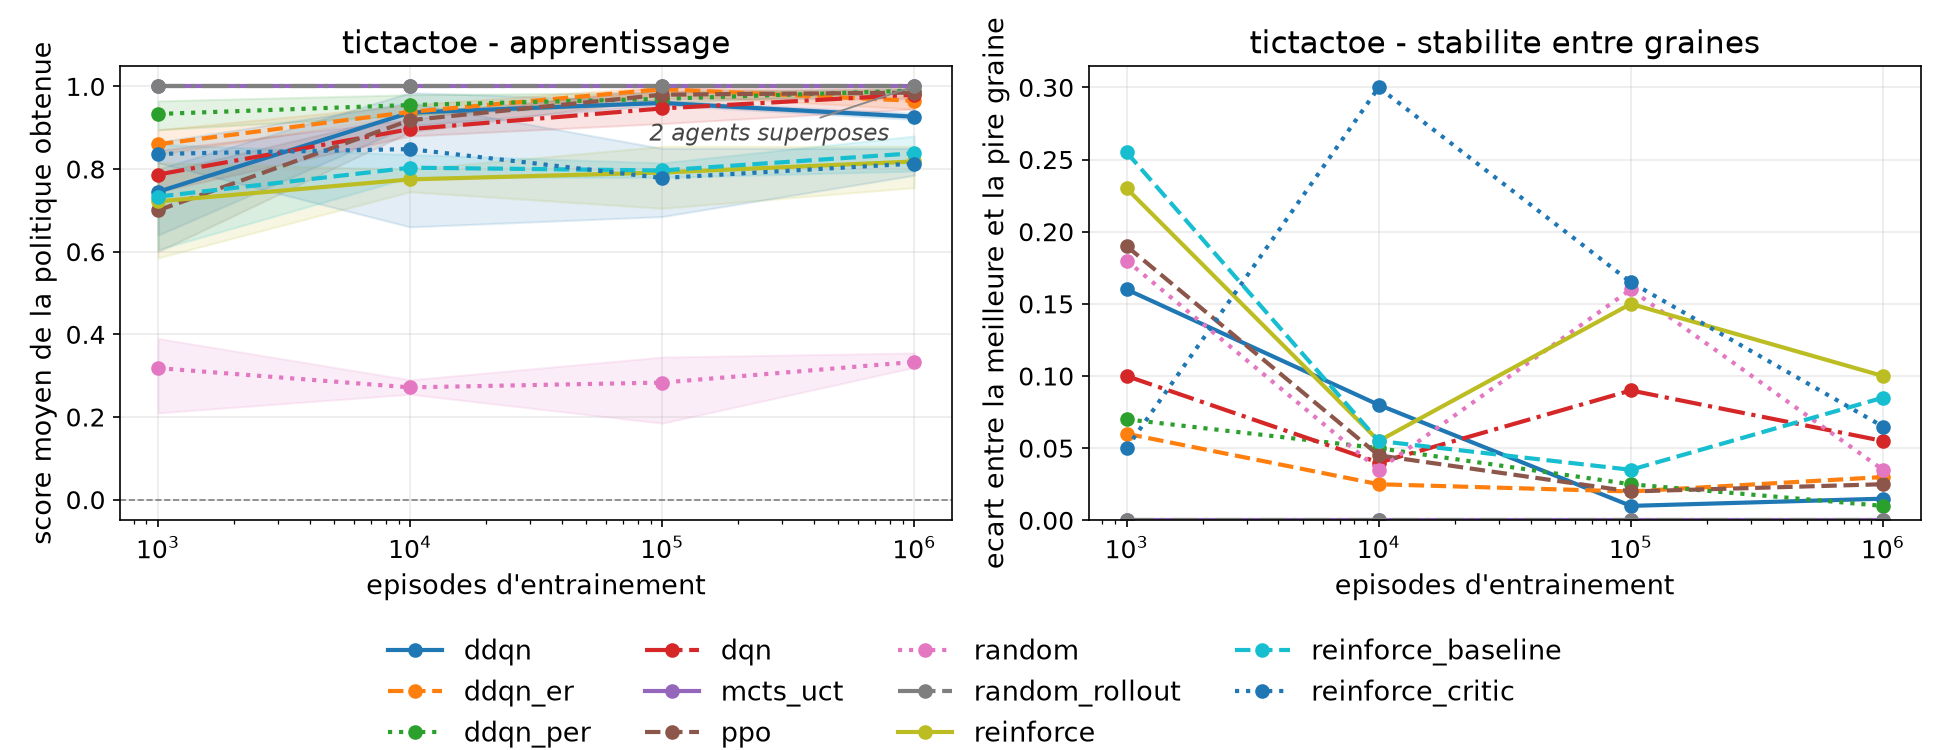 tictactoe - apprentissage
score moyen de la politique obtenue
1.0
0.8
0.6
0.4
0.2
0.0
2 agents superposes
10³
10⁴
10⁵
10⁶
episodes d'entrainement
tictactoe - stabilite entre graines
ecart entre la meilleure et la pire graine
0.30
0.25
0.20
0.15
0.10
0.05
0.00
10³
10⁴
10⁵
10⁶
episodes d'entrainement
ddqn
ddqn_er
ddqn_per
dqn
mcts_uct
ppo
random
random_rollout
reinforce
reinforce_baseline
reinforce_critic